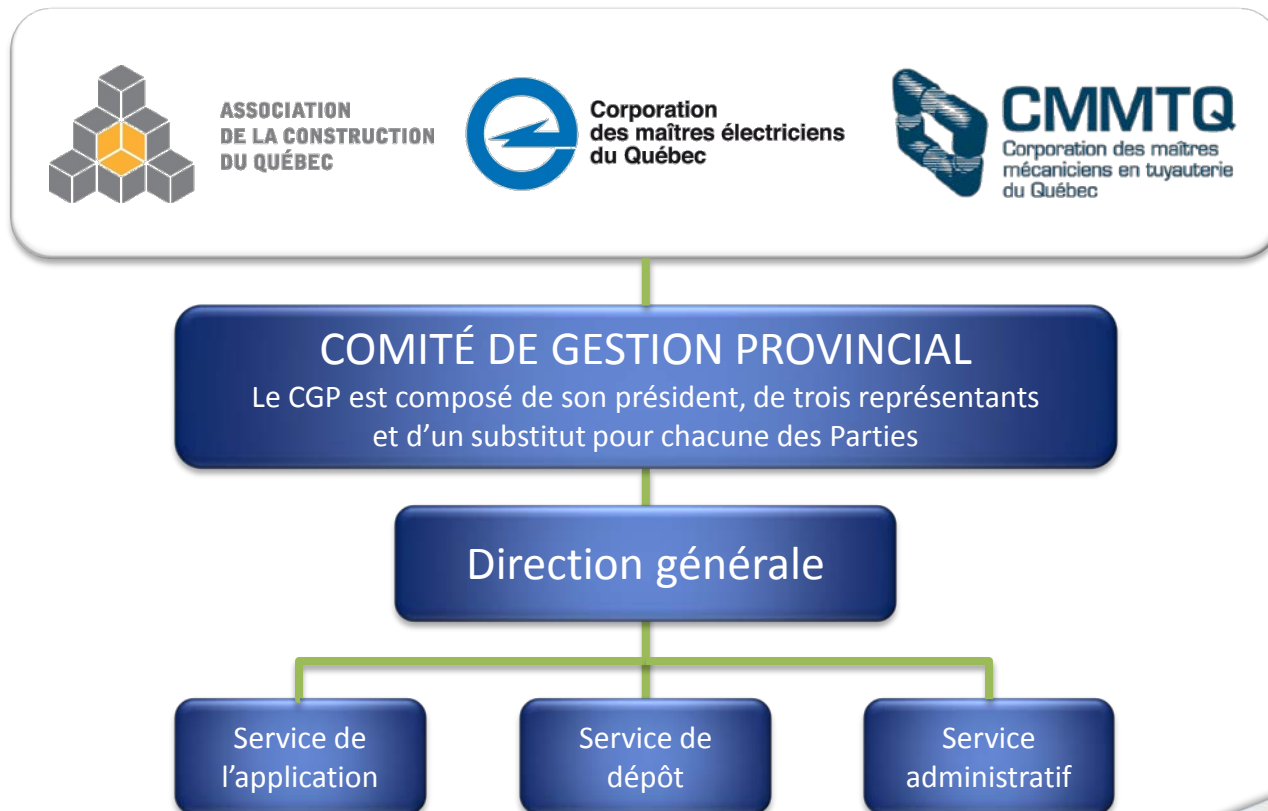 ASSOCIATION
DE LA CONSTRUCTION
DU QUÉBEC
Corporation
des maîtres électriciens
du Québec
CMMTQ
Corporation des maîtres
mécaniciens en tuyauterie
du Québec
COMITÉ DE GESTION PROVINCIAL
Le CGP est composé de son président, de trois représentants
et d'un substitut pour chacune des Parties
Direction générale
Service de
l'application
Service de
dépôt
Service
administratif